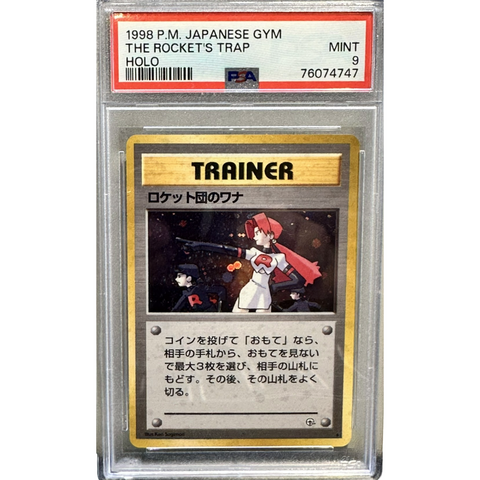 1998 P.M. JAPANESE GYM
THE ROCKET'S TRAP MINT
HOLO 9
PSA 76074747
TRAINER
ロケット団のワナ
R
コインを投げて「おもて」なら、
相手の手札から、おもてを見ない
で最大3枚を選び、相手の山札
にもどす。その後、その山札をよく
切る。